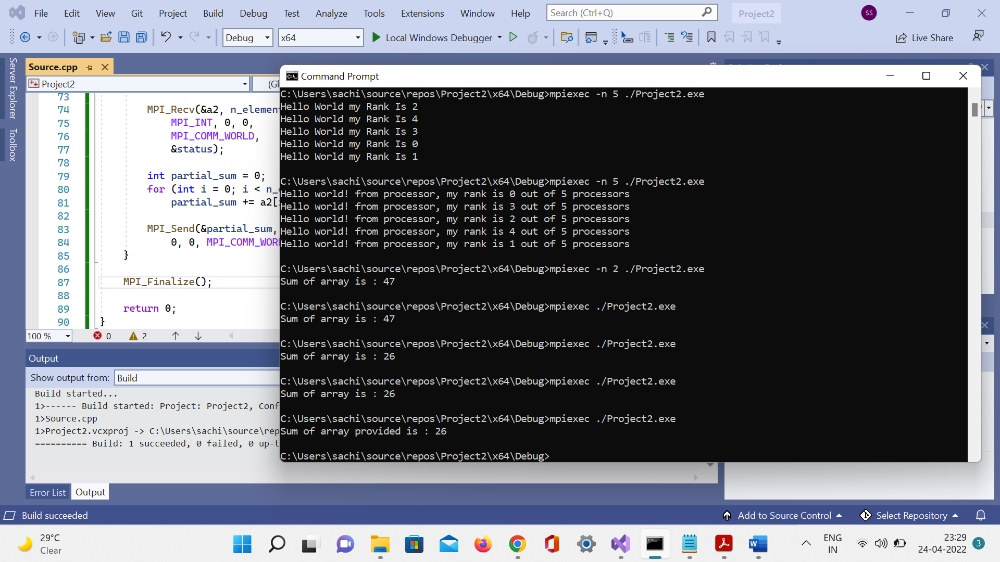 File Edit View Git Project Build Debug Test Analyze Tools Extensions Window Help Search (Ctrl+Q) Project2 SS
Debug x64 Local Windows Debugger Live Share
Server Explorer
Toolbox
Source.cpp
Project2
73
74 MPI_Recv(&a2, n_element
75 MPI_INT, 0, 0,
76 MPI_COMM_WORLD,
77 &status);
78
79 int partial_sum = 0;
80 for (int i = 0; i < n_
81 partial_sum += a2[
82
83 MPI_Send(&partial_sum,
84 0, 0, MPI_COMM_WOR
85 }
86
87 MPI_Finalize();
88
89 return 0;
90 }
100 % 0 2
Output
Show output from: Build
Build started...
1>------ Build started: Project: Project2, Conf
1>Source.cpp
1>Project2.vcxproj -> C:\Users\sachi\source\rep
========== Build: 1 succeeded, 0 failed, 0 up-t
Error List Output
Command Prompt
C:\Users\sachi\source\repos\Project2\x64\Debug>mpiexec -n 5 ./Project2.exe
Hello World my Rank Is 2
Hello World my Rank Is 4
Hello World my Rank Is 3
Hello World my Rank Is 0
Hello World my Rank Is 1
C:\Users\sachi\source\repos\Project2\x64\Debug>mpiexec -n 5 ./Project2.exe
Hello world! from processor, my rank is 0 out of 5 processors
Hello world! from processor, my rank is 3 out of 5 processors
Hello world! from processor, my rank is 2 out of 5 processors
Hello world! from processor, my rank is 4 out of 5 processors
Hello world! from processor, my rank is 1 out of 5 processors
C:\Users\sachi\source\repos\Project2\x64\Debug>mpiexec -n 2 ./Project2.exe
Sum of array is : 47
C:\Users\sachi\source\repos\Project2\x64\Debug>mpiexec ./Project2.exe
Sum of array is : 47
C:\Users\sachi\source\repos\Project2\x64\Debug>mpiexec ./Project2.exe
Sum of array is : 26
C:\Users\sachi\source\repos\Project2\x64\Debug>mpiexec ./Project2.exe
Sum of array is : 26
C:\Users\sachi\source\repos\Project2\x64\Debug>mpiexec ./Project2.exe
Sum of array provided is : 26
C:\Users\sachi\source\repos\Project2\x64\Debug>
Build succeeded Add to Source Control Select Repository
29°C
Clear
ENG
IN
23:29
24-04-2022
3